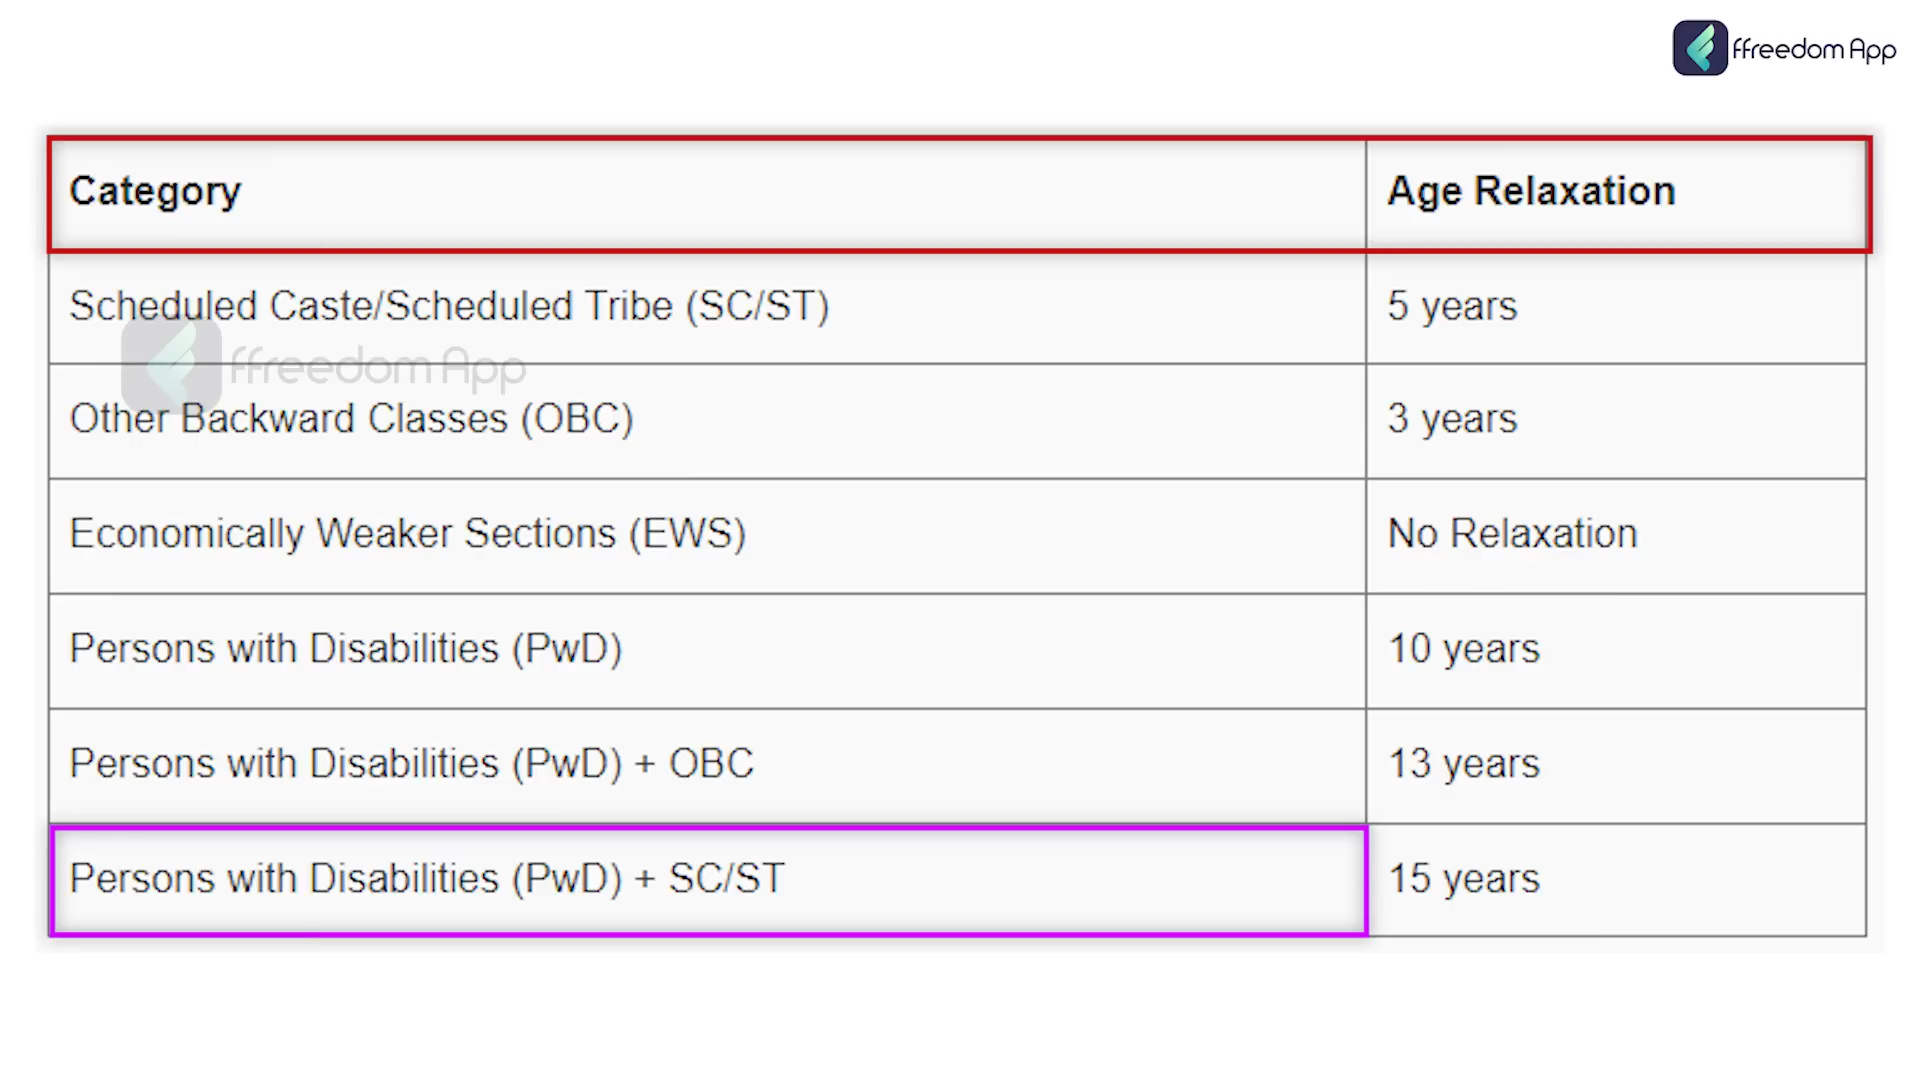 ffreedom App
Category Age Relaxation
Scheduled Caste/Scheduled Tribe (SC/ST) 5 years
ffreedom App
Other Backward Classes (OBC) 3 years
Economically Weaker Sections (EWS) No Relaxation
Persons with Disabilities (PwD) 10 years
Persons with Disabilities (PwD) + OBC 13 years
Persons with Disabilities (PwD) + SC/ST 15 years